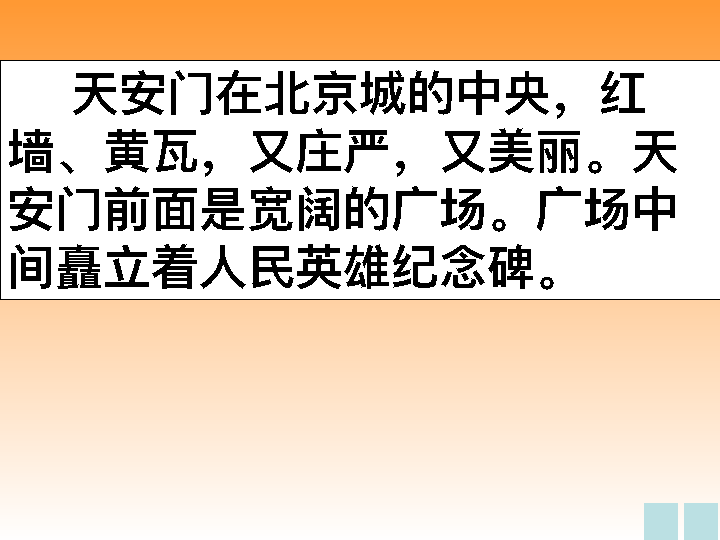 天安门在北京城的中央，红
墙、黄瓦，又庄严，又美丽。天
安门前面是宽阔的广场。广场中
间矗立着人民英雄纪念碑。